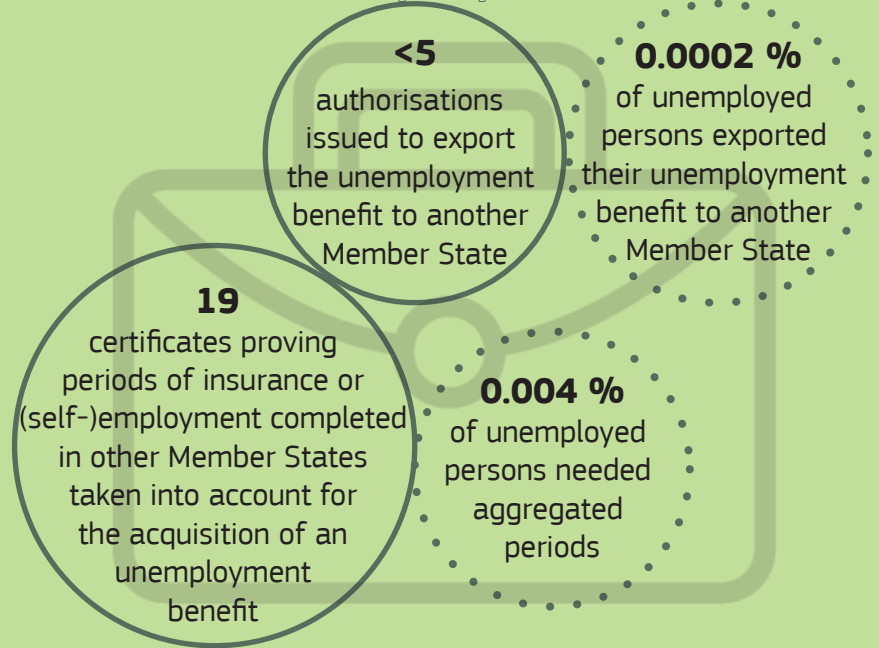 <5
authorisations
issued to export
the unemployment
benefit to another
Member State
0.0002 %
of unemployed
persons exported
their unemployment
benefit to another
Member State
19
certificates proving
periods of insurance or
(self-)employment completed
in other Member States
taken into account for
the acquisition of an
unemployment
benefit
0.004 %
of unemployed
persons needed
aggregated
periods